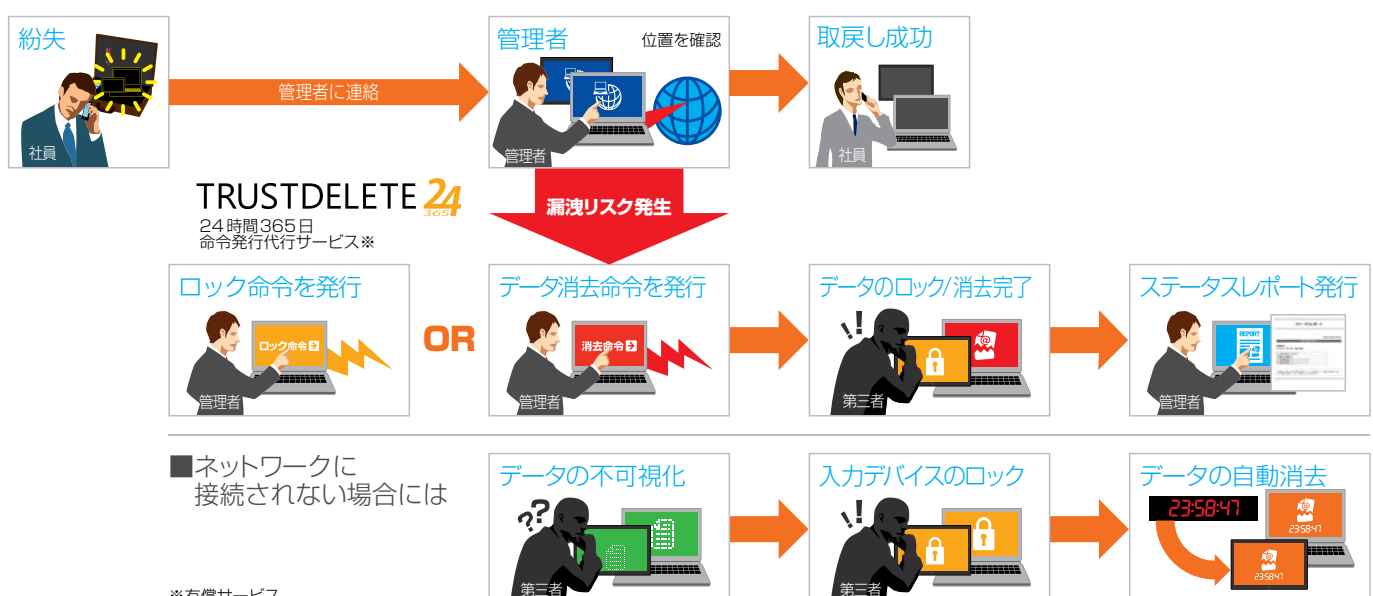 紛失
社員
管理者に連絡
管理者
位置を確認
管理者
取戻し成功
社員
TRUSTDELETE 24
365
24時間365日
命令発行代行サービス※
漏洩リスク発生
ロック命令を発行
ロック命令
管理者
OR
データ消去命令を発行
消去命令
管理者
データのロック/消去完了
!!
第三者
ステータスレポート発行
REPORT
管理者
■ネットワークに
接続されない場合には
データの不可視化
??
第三者
入力デバイスのロック
!!
第三者
データの自動消去
23:58:47
23:58:47
23:58:47
※有償サービス